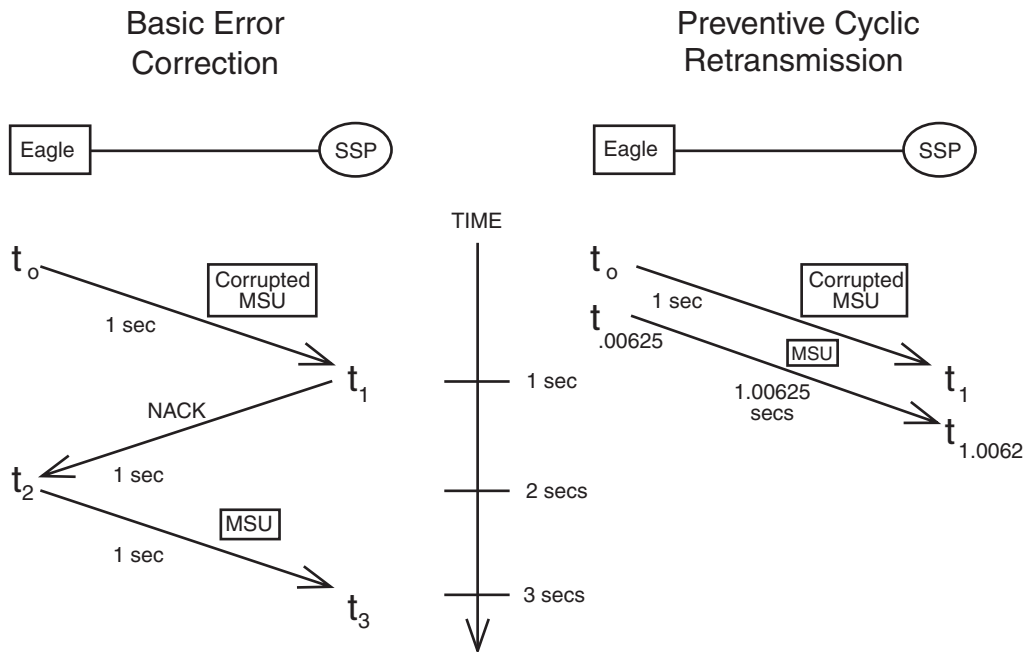 Basic Error
Correction
Preventive Cyclic
Retransmission
Eagle
SSP
Eagle
SSP
TIME
t o
Corrupted
MSU
1 sec
t 1
NACK
1 sec
t 2
MSU
1 sec
t 3
1 sec
2 secs
3 secs
t o
Corrupted
MSU
1 sec
t .00625
MSU
1.00625
secs
t 1
t 1.0062